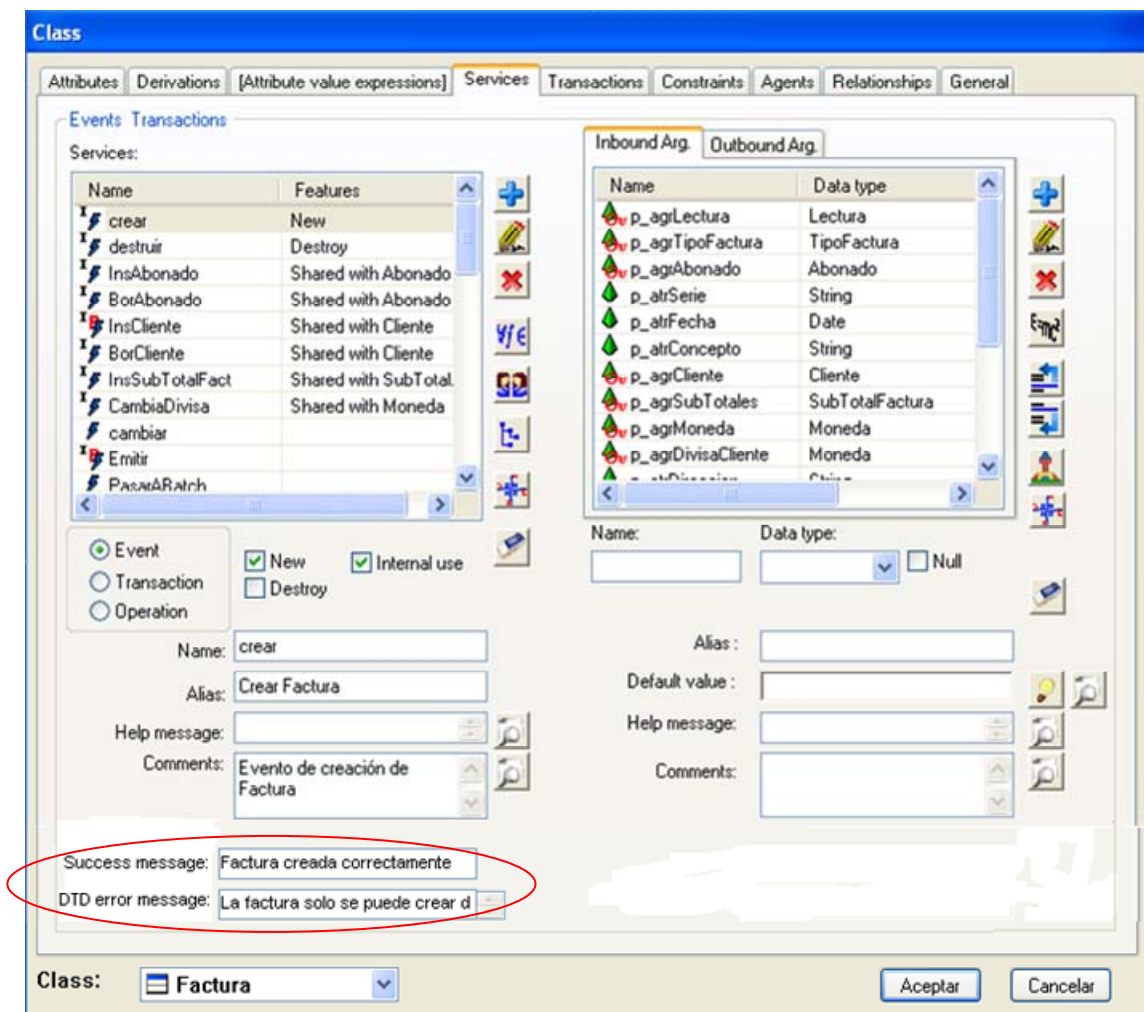 Class
Attributes Derivations [Attribute value expressions] Services Transactions Constraints Agents Relationships General
Events Transactions
Services:
Name Features
crear New
destruir Destroy
InsAbonado Shared with Abonado
BorAbonado Shared with Abonado
InsCliente Shared with Cliente
BorCliente Shared with Cliente
InsSubTotalFact Shared with SubTotal.
CambiaDivisa Shared with Moneda
cambiar
Emitir
PasarABatch
Event
Transaction
Operation
New Internal use
Destroy
Name: crear
Alias: Crear Factura
Help message:
Comments: Evento de creación de
Factura
Success message: Factura creada correctamente
DTD error message: La factura solo se puede crear d
Inbound Arg. Outbound Arg.
Name Data type
p_agrLectura Lectura
p_agrTipoFactura TipoFactura
p_agrAbonado Abonado
p_atrSerie String
p_atrFecha Date
p_atrConcepto String
p_agrCliente Cliente
p_agrSubTotales SubTotalFactura
p_agrMoneda Moneda
p_agrDivisaCliente Moneda
Name: Data type:
Null
Alias :
Default value :
Help message:
Comments:
Class: Factura
Aceptar Cancelar